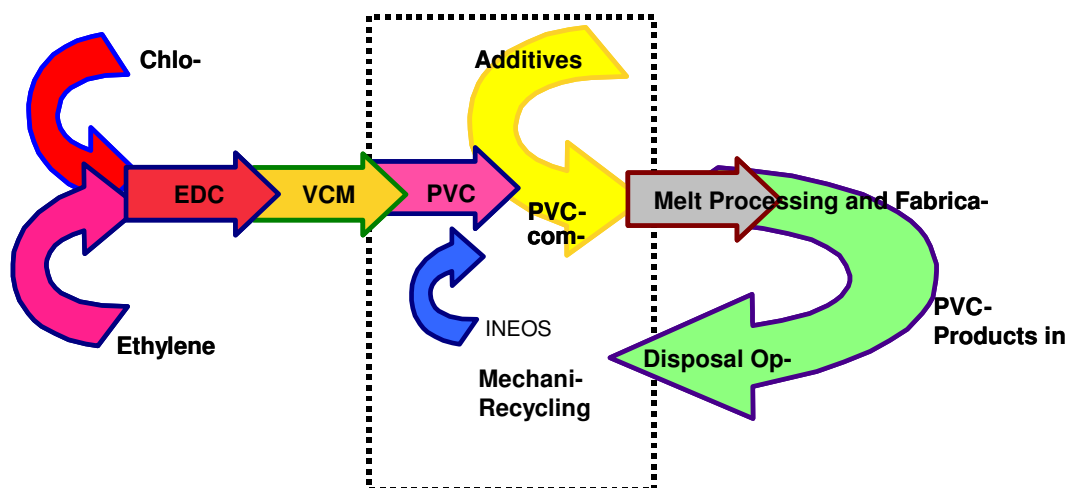 Chlo-
Additives
EDC
VCM
PVC
PVC-
com-
Melt Processing and Fabrica-
Ethylene
INEOS
PVC-
Products in
Disposal Op-
Mechani-
Recycling